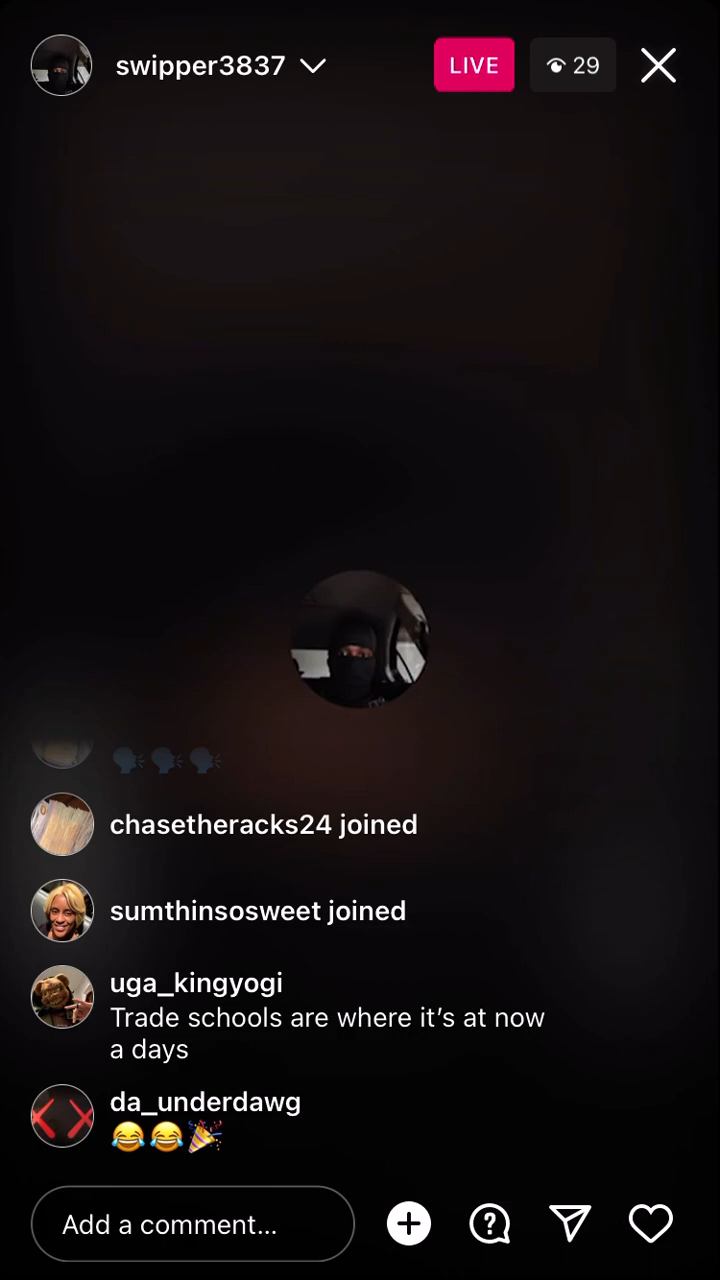 swipper3837
LIVE
29
🗣️🗣️🗣️
chasetheracks24 joined
sumthinsosweet joined
uga_kingyogi
Trade schools are where it’s at now
a days
da_underdawg
😂😂🎉
Add a comment...